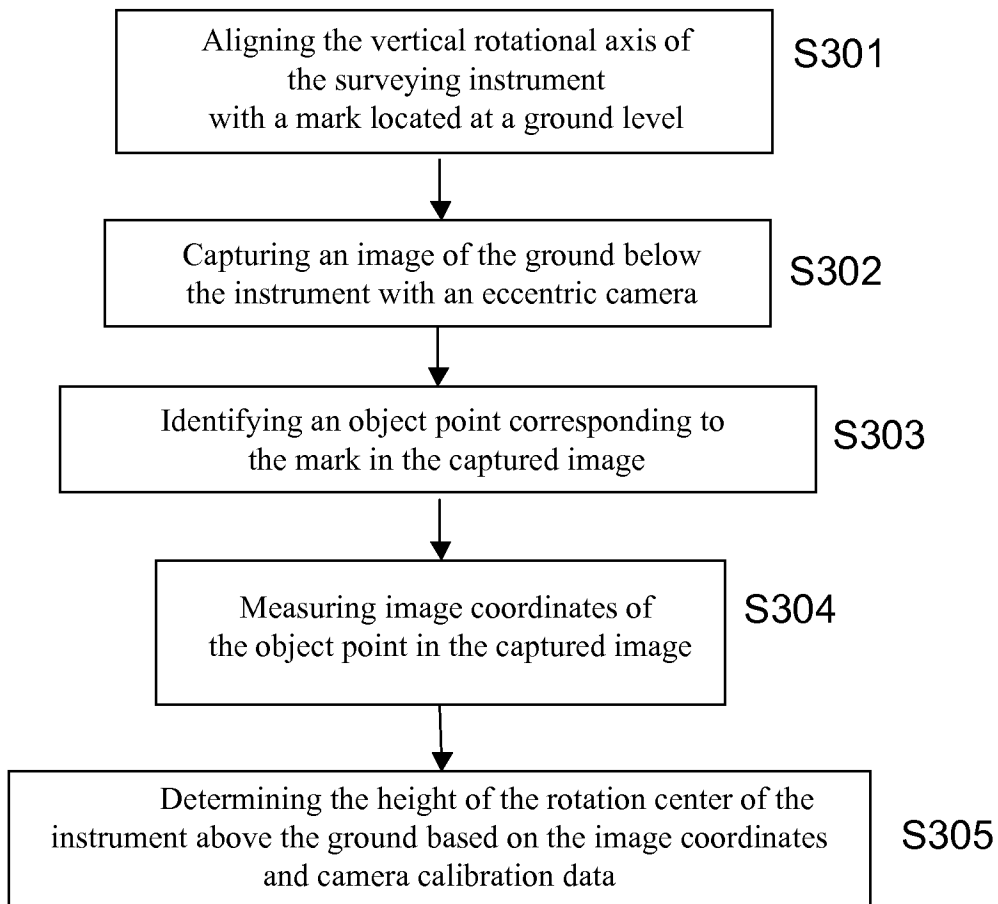 Aligning the vertical rotational axis of
the surveying instrument
with a mark located at a ground level
S301
Capturing an image of the ground below
the instrument with an eccentric camera
S302
Identifying an object point corresponding to
the mark in the captured image
S303
Measuring image coordinates of
the object point in the captured image
S304
Determining the height of the rotation center of the
instrument above the ground based on the image coordinates
and camera calibration data
S305